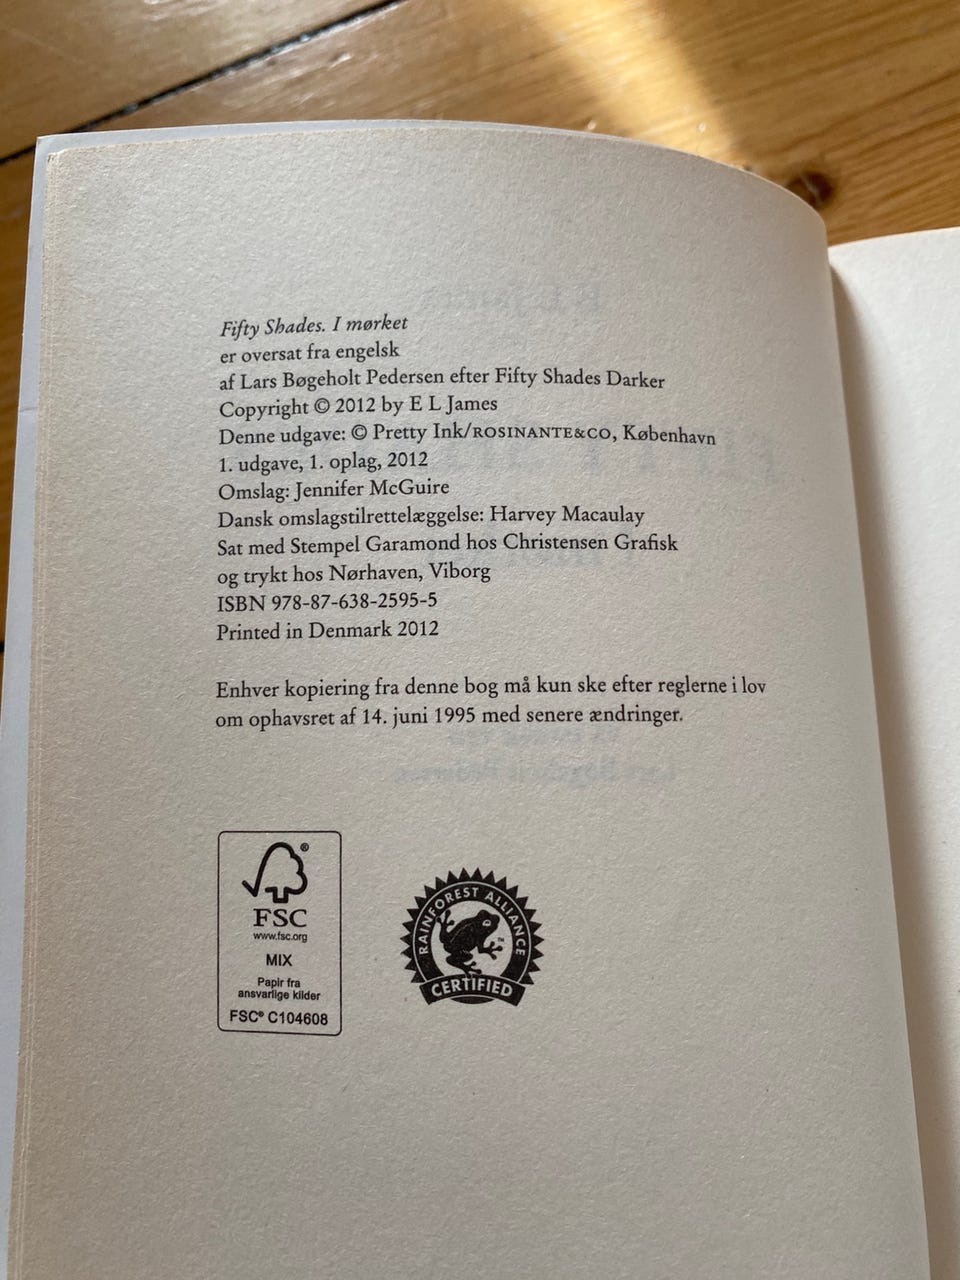 Fifty Shades. I mørket
er oversat fra engelsk
af Lars Bøgeholt Pedersen efter Fifty Shades Darker
Copyright © 2012 by E L James
Denne udgave: © Pretty Ink/ROSINANTE&CO, København
1. udgave, 1. oplag, 2012
Omslag: Jennifer McGuire
Dansk omslagstilrettelæggelse: Harvey Macaulay
Sat med Stempel Garamond hos Christensen Grafisk
og trykt hos Nørhaven, Viborg
ISBN 978-87-638-2595-5
Printed in Denmark 2012
Enhver kopiering fra denne bog må kun ske efter reglerne i lov
om ophavsret af 14. juni 1995 med senere ændringer.
®
FSC
www.fsc.org
MIX
Papir fra
ansvarlige kilder
FSC® C104608
RAINFOREST ALLIANCE
™
CERTIFIED